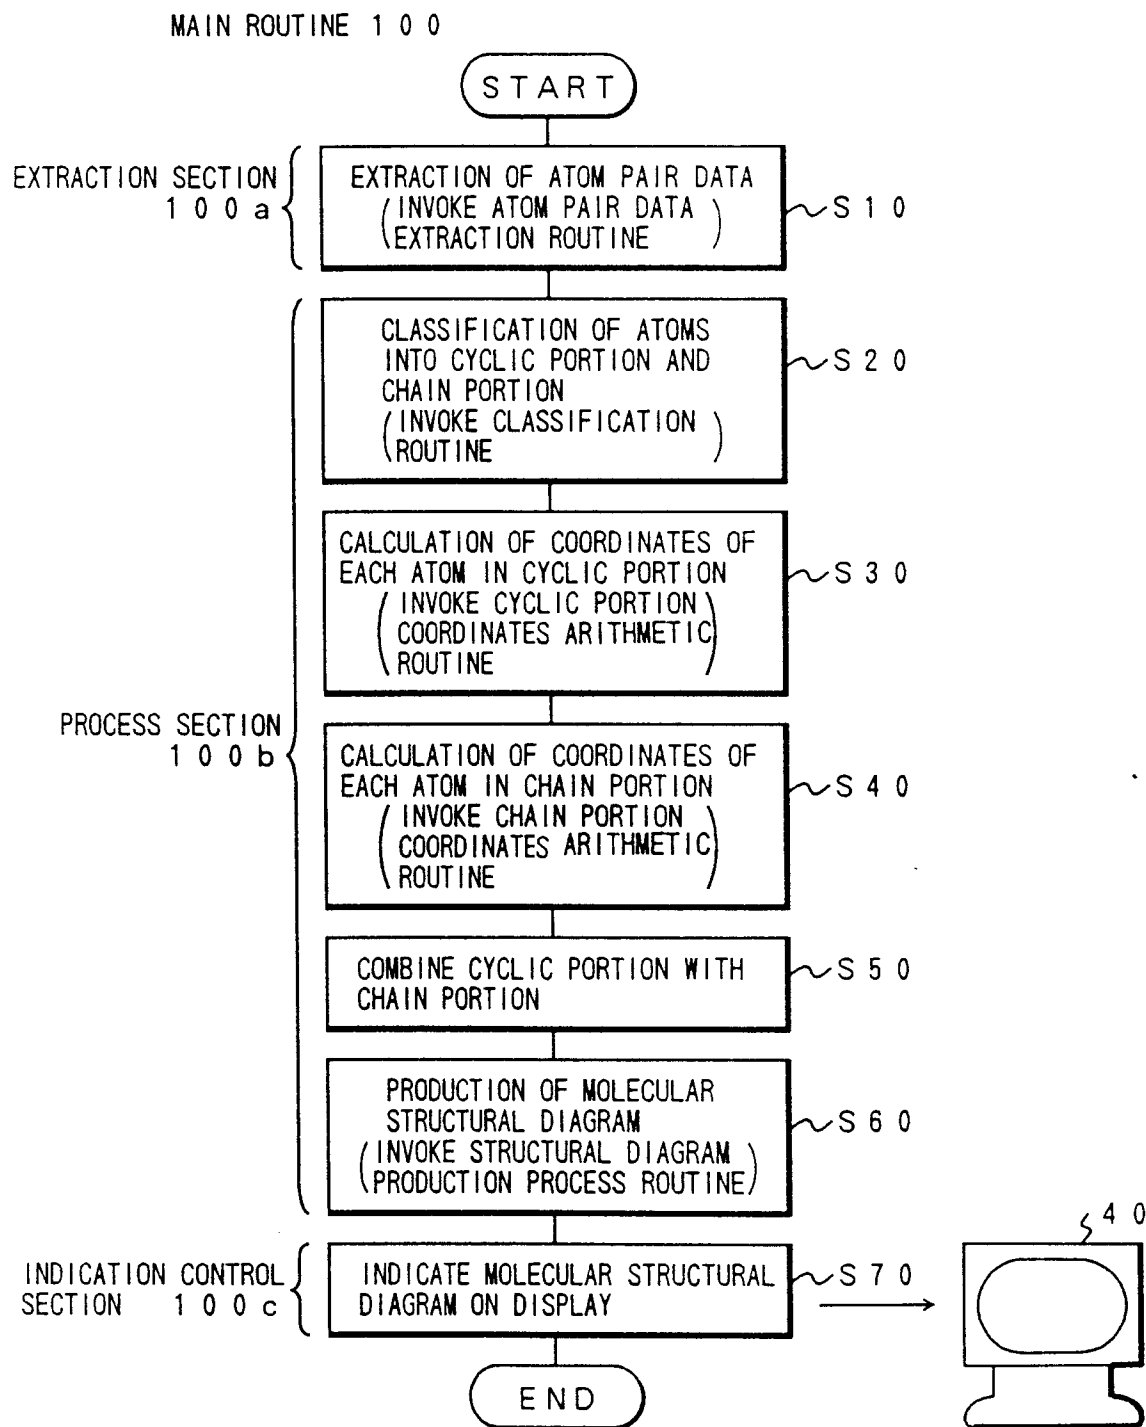 MAIN ROUTINE 100
START
EXTRACTION SECTION
100a
EXTRACTION OF ATOM PAIR DATA
(INVOKE ATOM PAIR DATA
EXTRACTION ROUTINE)
S10
CLASSIFICATION OF ATOMS
INTO CYCLIC PORTION AND
CHAIN PORTION
(INVOKE CLASSIFICATION
ROUTINE)
S20
CALCULATION OF COORDINATES OF
EACH ATOM IN CYCLIC PORTION
(INVOKE CYCLIC PORTION
COORDINATES ARITHMETIC
ROUTINE)
S30
PROCESS SECTION
100b
CALCULATION OF COORDINATES OF
EACH ATOM IN CHAIN PORTION
(INVOKE CHAIN PORTION
COORDINATES ARITHMETIC
ROUTINE)
S40
COMBINE CYCLIC PORTION WITH
CHAIN PORTION
S50
PRODUCTION OF MOLECULAR
STRUCTURAL DIAGRAM
(INVOKE STRUCTURAL DIAGRAM
PRODUCTION PROCESS ROUTINE)
S60
INDICATION CONTROL
SECTION 100c
INDICATE MOLECULAR STRUCTURAL
DIAGRAM ON DISPLAY
S70
40
END